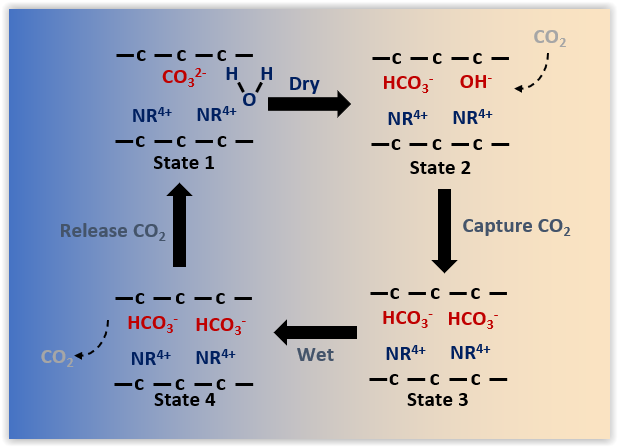 — C — C — C —
CO₃²⁻
H H
O
NR⁴⁺ NR⁴⁺
— C — C — C —
State 1
Dry
CO₂
— C — C — C —
HCO₃⁻ OH⁻
NR⁴⁺ NR⁴⁺
— C — C — C —
State 2
Release CO₂
Capture CO₂
— C — C — C —
HCO₃⁻ HCO₃⁻
NR⁴⁺ NR⁴⁺
— C — C — C —
State 4
CO₂
Wet
— C — C — C —
HCO₃⁻ HCO₃⁻
NR⁴⁺ NR⁴⁺
— C — C — C —
State 3